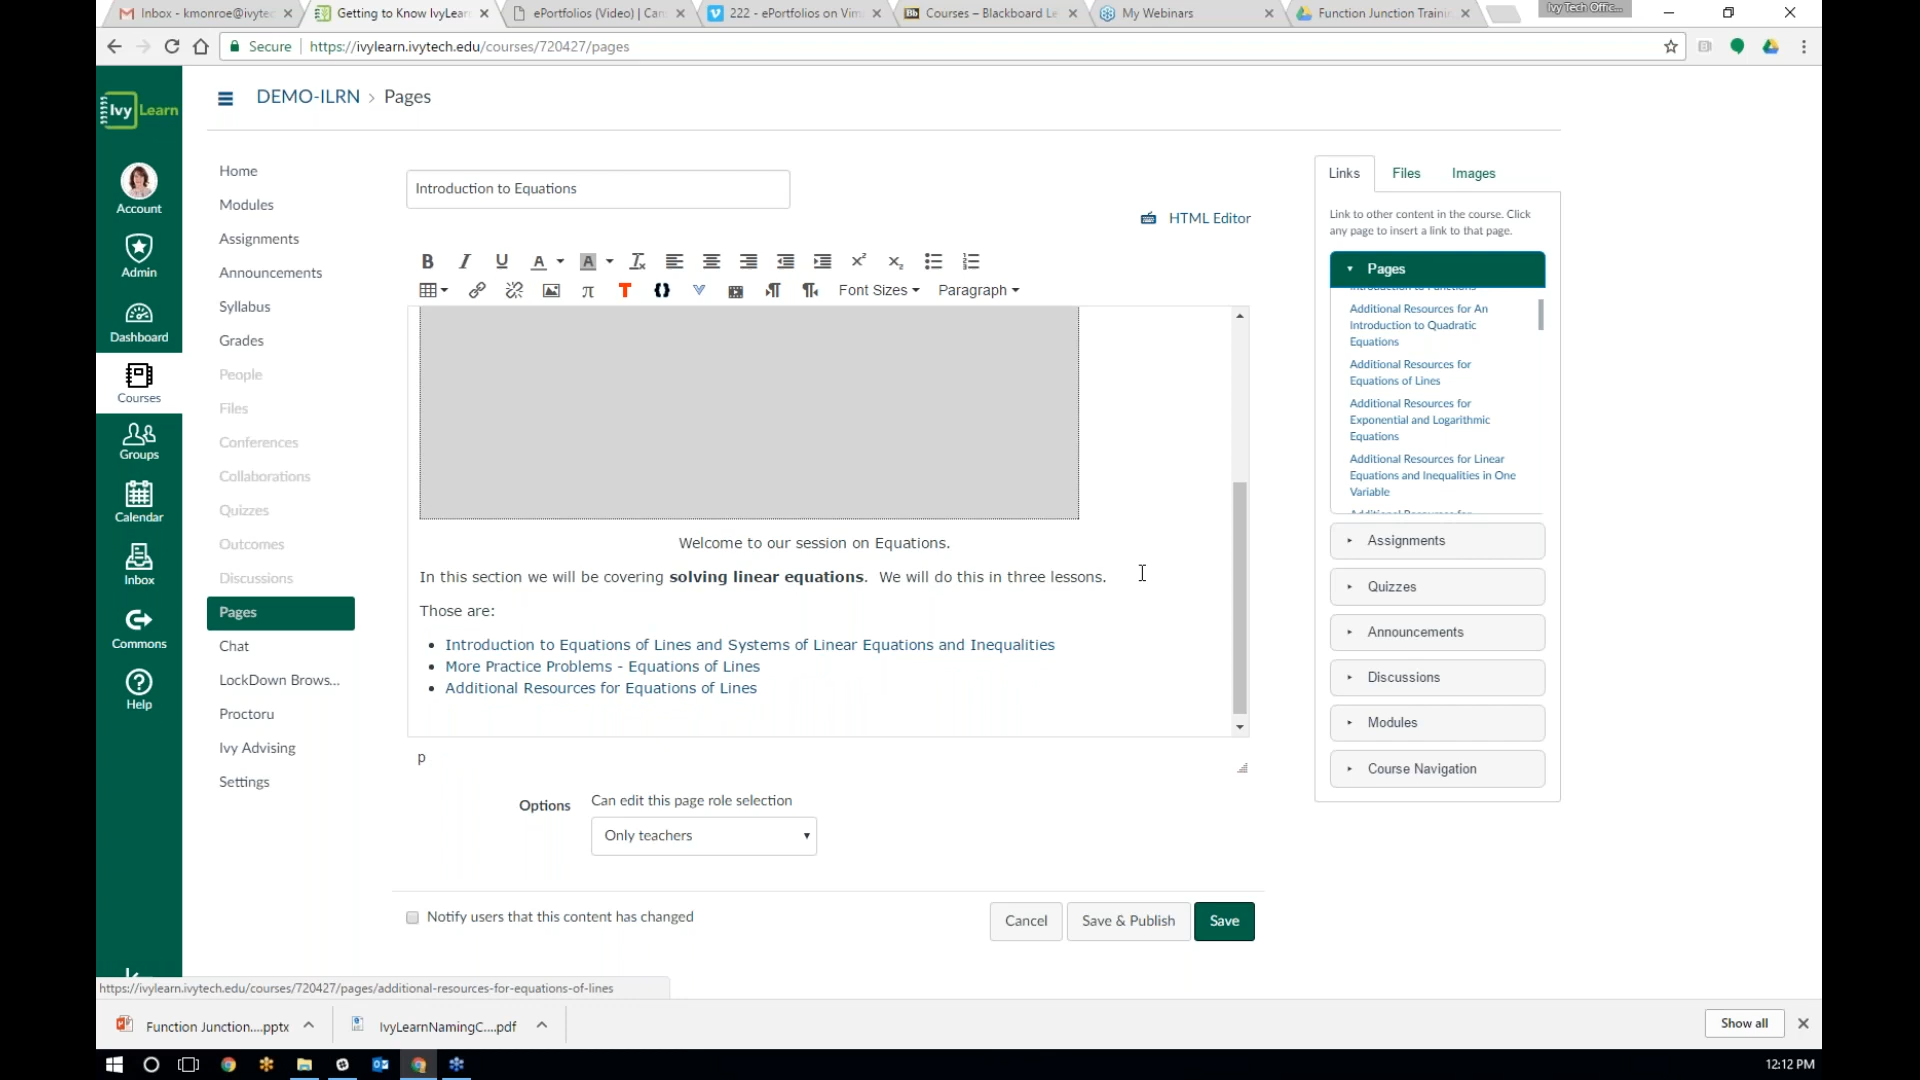 Inbox - kmonroe@ivytec
Getting to Know IvyLear
ePortfolios (Video) | Can
222 - ePortfolios on Vim
Courses – Blackboard Le
My Webinars
Function Junction Traini
Ivy Tech Offic...
Secure
https://ivylearn.ivytech.edu/courses/720427/pages
Ivy Learn
DEMO-ILRN > Pages
Account
Admin
Dashboard
Courses
Groups
Calendar
Inbox
Commons
Help
Home
Modules
Assignments
Announcements
Syllabus
Grades
People
Files
Conferences
Collaborations
Quizzes
Outcomes
Discussions
Pages
Chat
LockDown Brows...
Proctoru
Ivy Advising
Settings
Introduction to Equations
HTML Editor
Font Sizes
Paragraph
Welcome to our session on Equations.
In this section we will be covering solving linear equations. We will do this in three lessons.
Those are:
• Introduction to Equations of Lines and Systems of Linear Equations and Inequalities
• More Practice Problems - Equations of Lines
• Additional Resources for Equations of Lines
p
Options
Can edit this page role selection
Only teachers
Notify users that this content has changed
Cancel
Save & Publish
Save
Links
Files
Images
Link to other content in the course. Click
any page to insert a link to that page.
Pages
Introduction to Functions
Additional Resources for An
Introduction to Quadratic
Equations
Additional Resources for
Equations of Lines
Additional Resources for
Exponential and Logarithmic
Equations
Additional Resources for Linear
Equations and Inequalities in One
Variable
Additional Resources for
Assignments
Quizzes
Announcements
Discussions
Modules
Course Navigation
https://ivylearn.ivytech.edu/courses/720427/pages/additional-resources-for-equations-of-lines
Function Junction....pptx
IvyLearnNamingC....pdf
Show all
12:12 PM